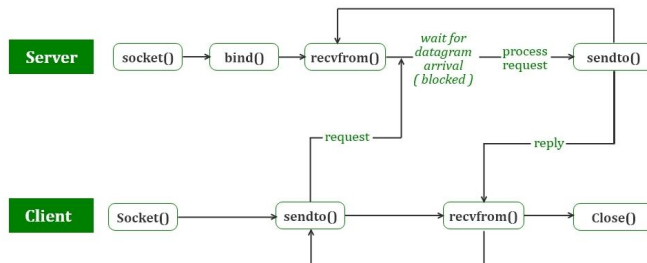 Server
socket()
bind()
recvfrom()
wait for
datagram
arrival
( blocked )
process
request
sendto()
request
reply
Client
Socket()
sendto()
recvfrom()
Close()